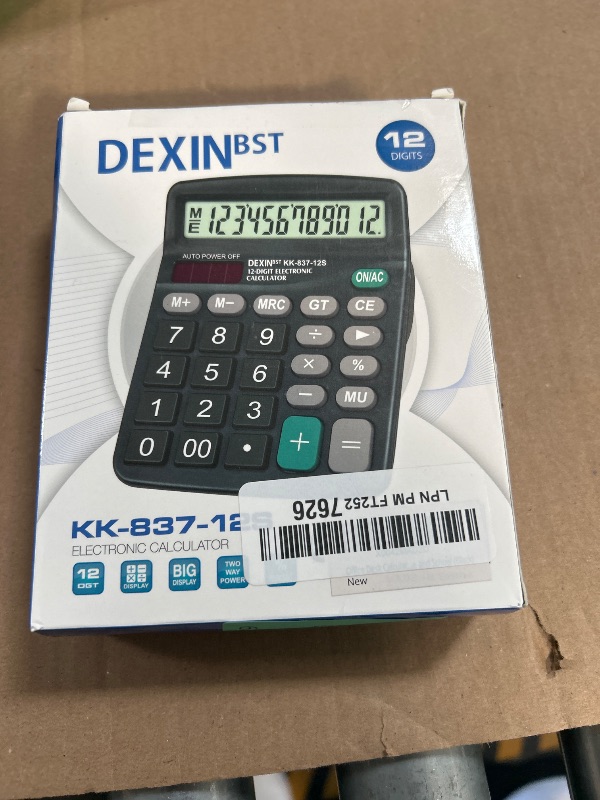 DEXINBST
12
DIGITS
M
E
123456789012.
AUTO POWER OFF
DEXINBST KK-837-12S
12-DIGIT ELECTRONIC
CALCULATOR
ON/AC
M+ M− MRC GT CE
7 8 9 ÷ ▶
4 5 6 × %
1 2 3 − MU
0 00 · + =
LPN PM FT252 7626
KK-837-12S
ELECTRONIC CALCULATOR
12
DGT
DISPLAY
BIG
DISPLAY
TWO
WAY
POWER
New